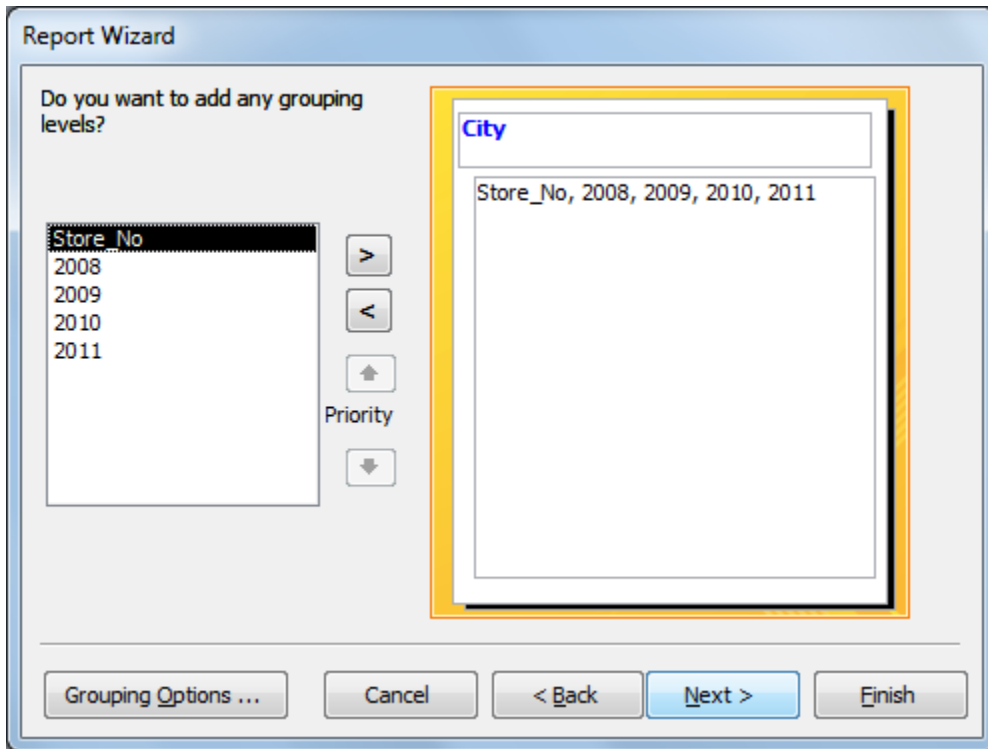 Report Wizard
Do you want to add any grouping
levels?
Store_No
2008
2009
2010
2011
>
<
Priority
City
Store_No, 2008, 2009, 2010, 2011
Grouping Options ...
Cancel
< Back
Next >
Finish